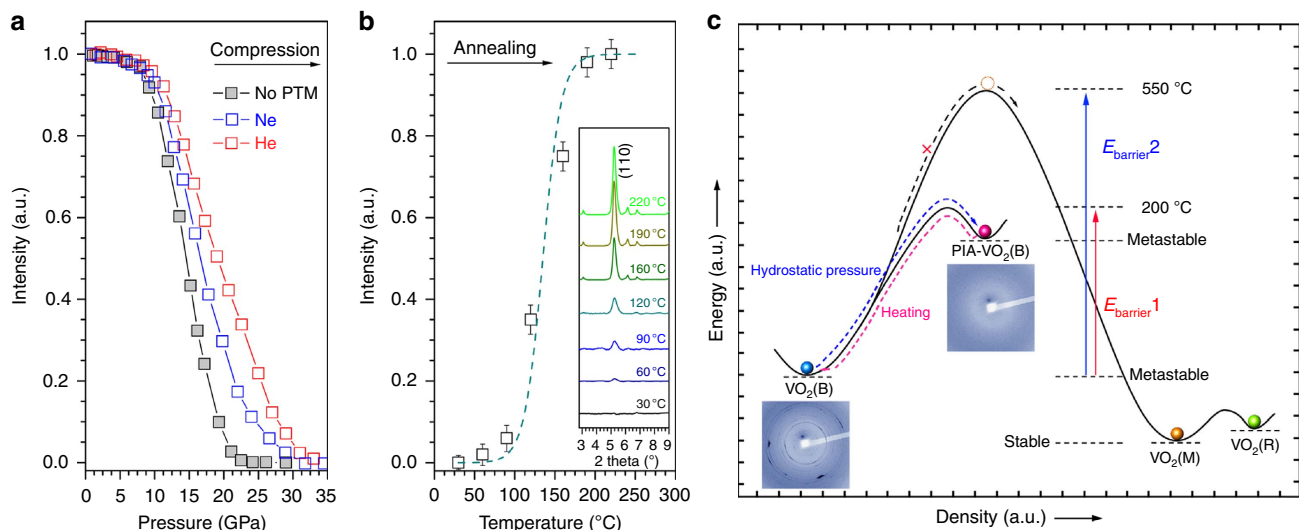 a
Compression
No PTM
Ne
He
Intensity (a.u.)
1.0
0.8
0.6
0.4
0.2
0.0
0 5 10 15 20 25 30 35
Pressure (GPa)
b
Annealing
Intensity (a.u.)
1.0
0.8
0.6
0.4
0.2
0.0
(110)
220 °C
190 °C
160 °C
120 °C
90 °C
60 °C
30 °C
3 4 5 6 7 8 9
2 theta (°)
0 50 100 150 200 250 300
Temperature (°C)
c
Energy (a.u.)
550 °C
E_barrier2
200 °C
Metastable
PIA-VO₂(B)
Hydrostatic pressure
Heating
E_barrier1
Metastable
VO₂(B)
Stable
VO₂(M)
VO₂(R)
Density (a.u.)